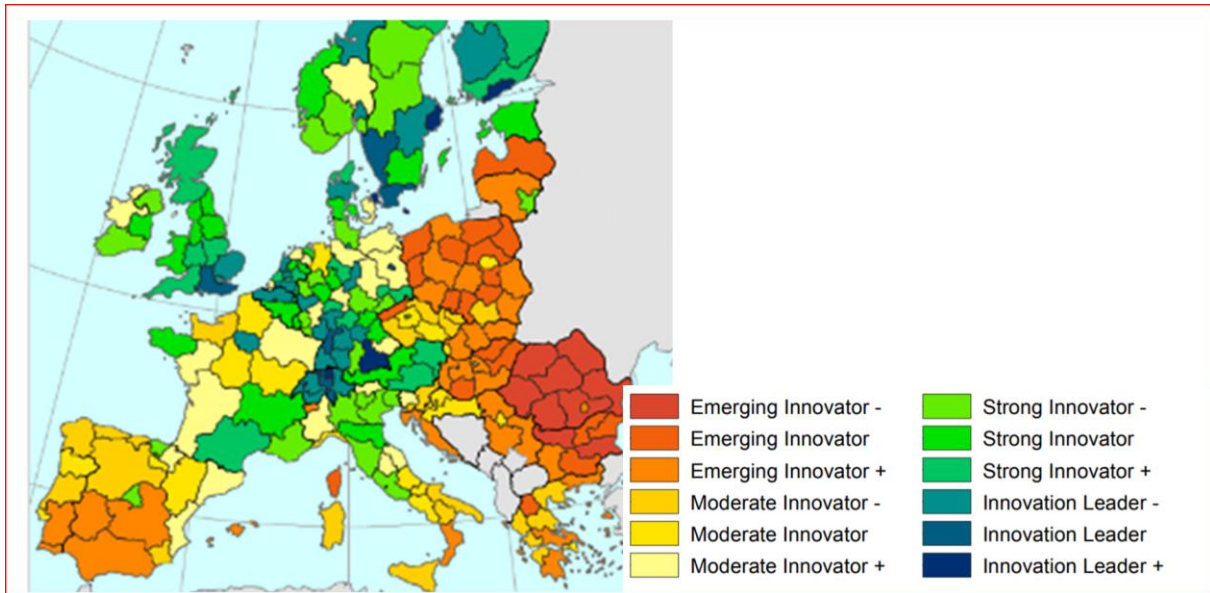 Emerging Innovator -
Emerging Innovator
Emerging Innovator +
Moderate Innovator -
Moderate Innovator
Moderate Innovator +
Strong Innovator -
Strong Innovator
Strong Innovator +
Innovation Leader -
Innovation Leader
Innovation Leader +